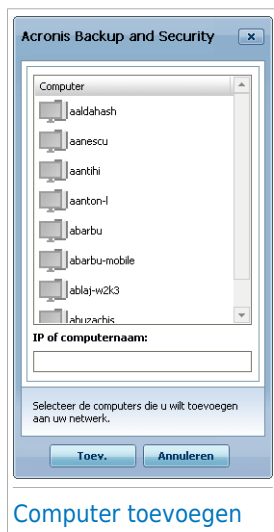 Acronis Backup and Security
Computer
aaldahash
aanescu
aantihi
aanton-l
abarbu
abarbu-mobile
ablaj-w2k3
abuzachis
IP of computernaam:
Selecteer de computers die u wilt toevoegen
aan uw netwerk.
Toev. Annuleren
Computer toevoegen